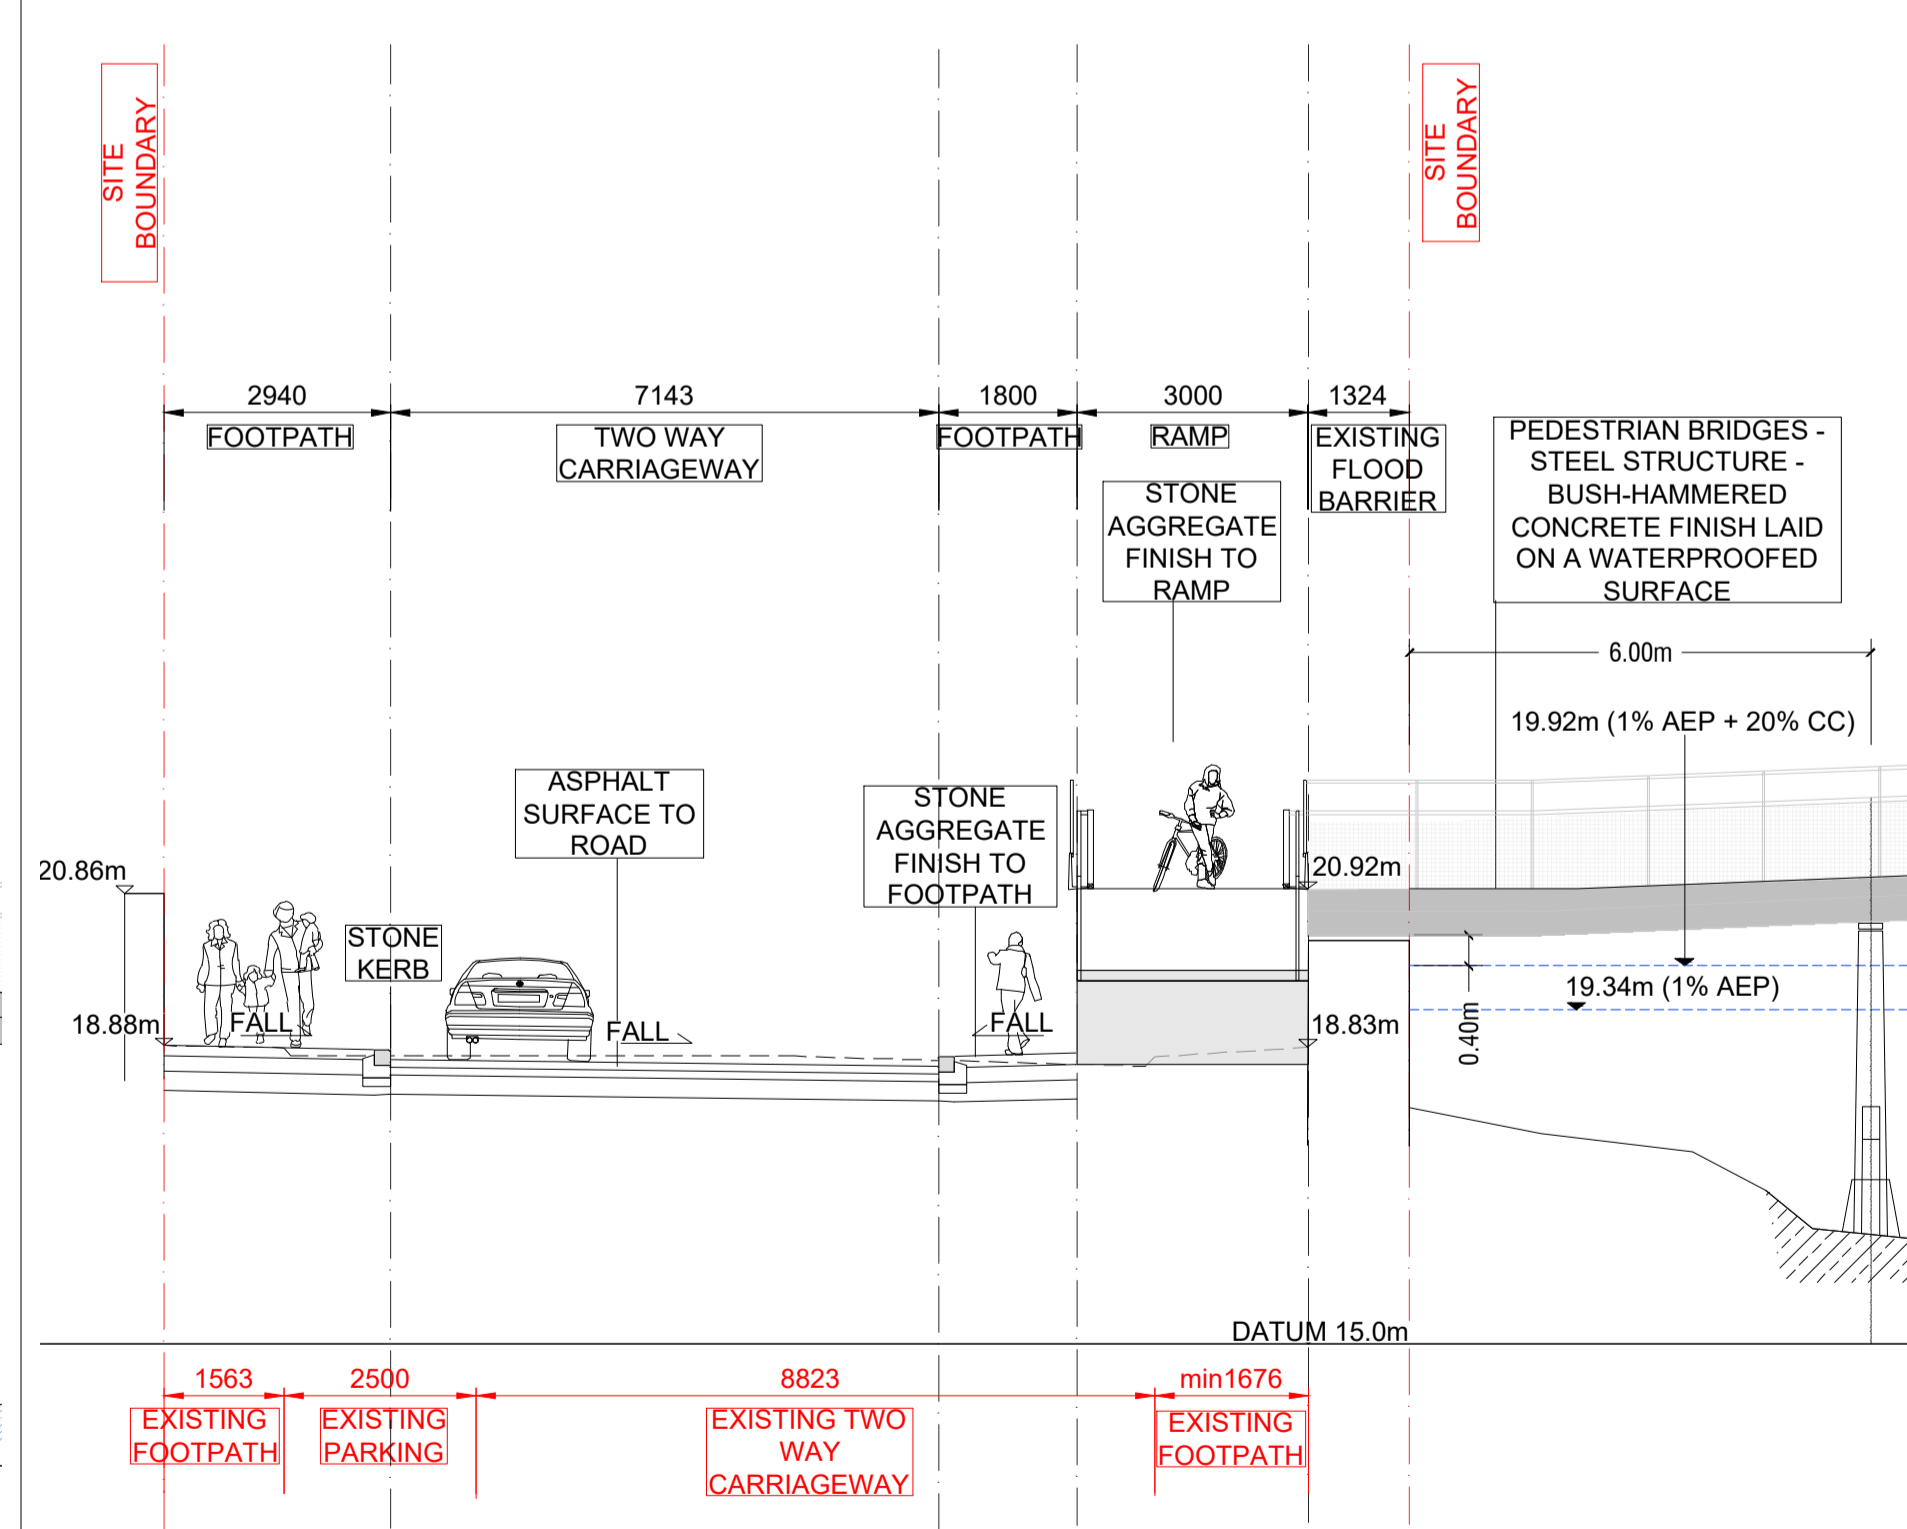 SITE
BOUNDARY
SITE
BOUNDARY
2940
7143
1800
3000
1324
FOOTPATH
TWO WAY
CARRIAGEWAY
FOOTPATH
RAMP
EXISTING
FLOOD
BARRIER
PEDESTRIAN BRIDGES -
STEEL STRUCTURE -
BUSH-HAMMERED
CONCRETE FINISH LAID
ON A WATERPROOFED
SURFACE
STONE
AGGREGATE
FINISH TO
RAMP
6.00m
19.92m (1% AEP + 20% CC)
ASPHALT
SURFACE TO
ROAD
STONE
AGGREGATE
FINISH TO
FOOTPATH
20.86m
20.92m
STONE
KERB
19.34m (1% AEP)
18.88m
FALL
FALL
FALL
18.83m
0.40m
DATUM 15.0m
1563
2500
8823
min1676
EXISTING
FOOTPATH
EXISTING
PARKING
EXISTING TWO
WAY
CARRIAGEWAY
EXISTING
FOOTPATH